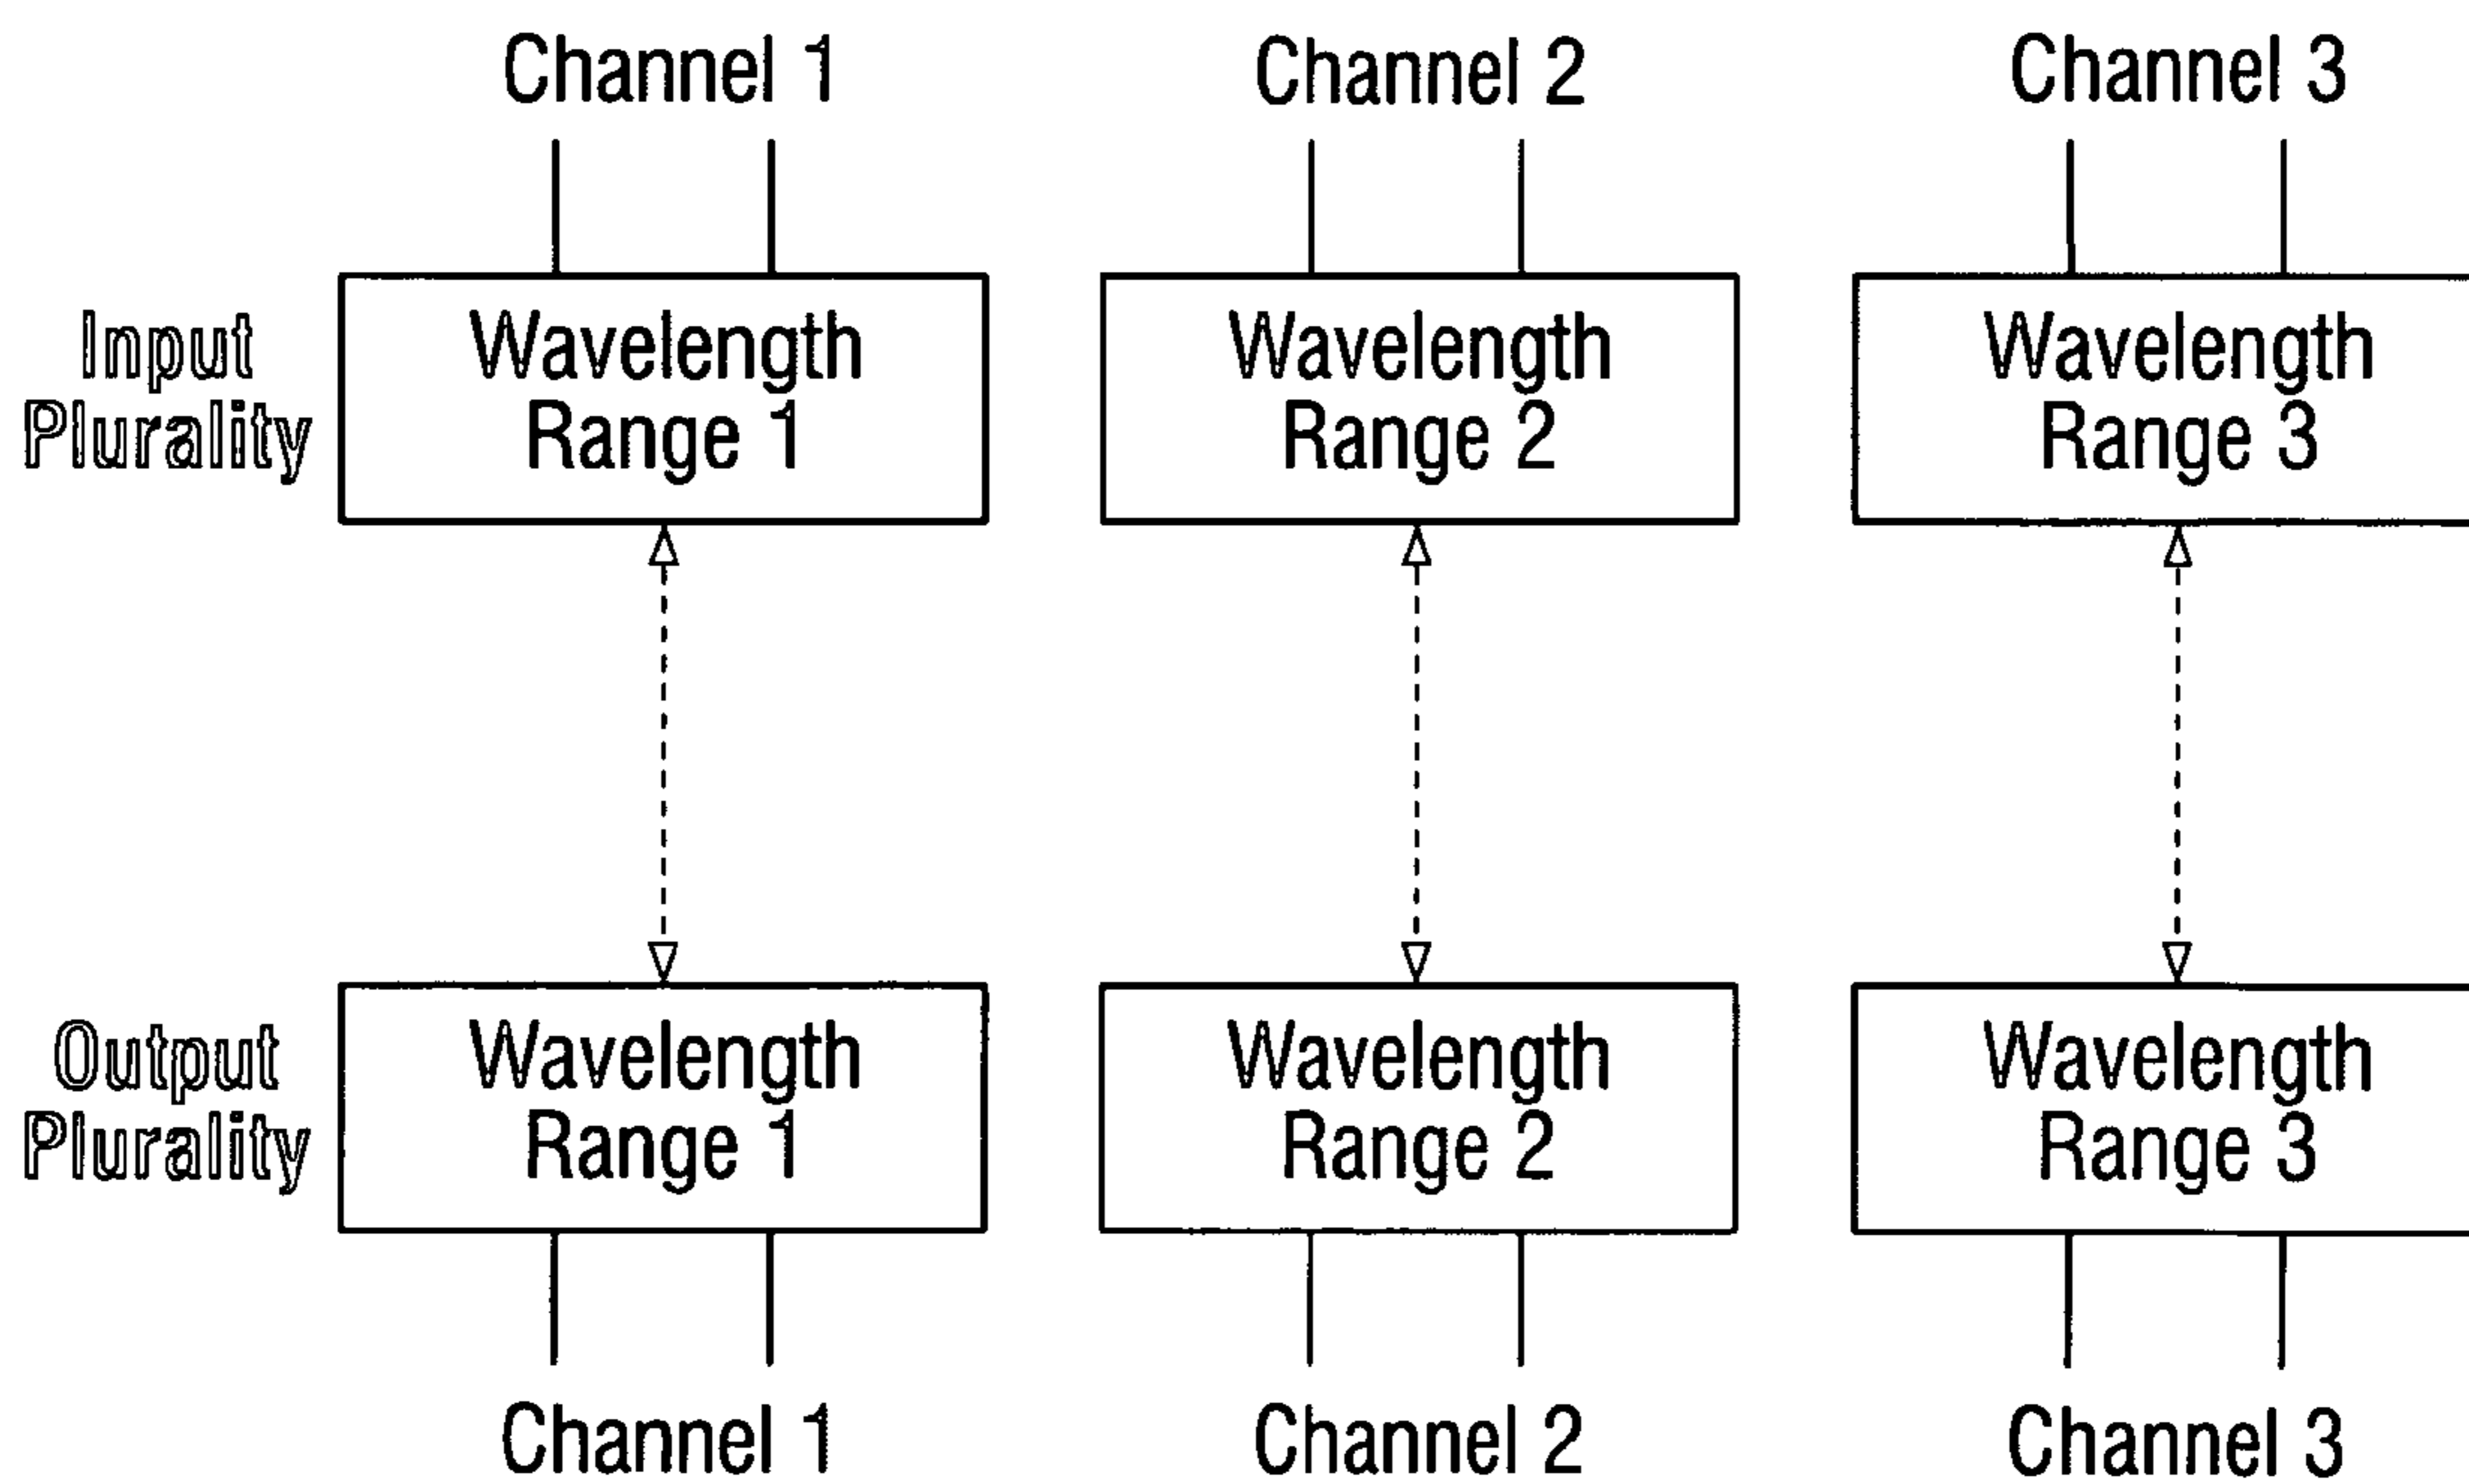 Channel 1 Channel 2 Channel 3
Input Plurality
Wavelength Range 1
Wavelength Range 2
Wavelength Range 3
Output Plurality
Wavelength Range 1
Wavelength Range 2
Wavelength Range 3
Channel 1 Channel 2 Channel 3